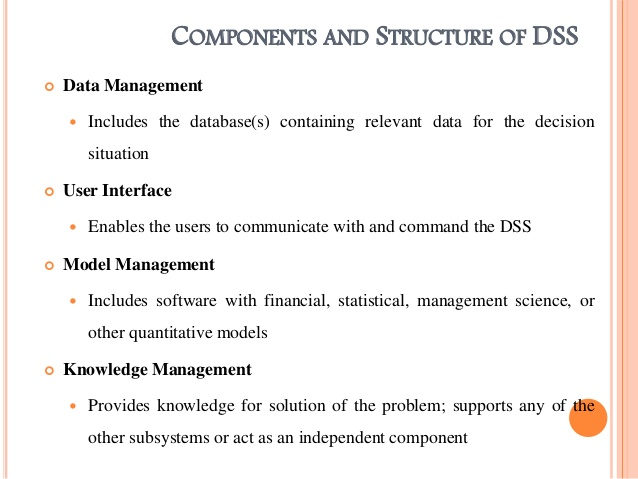 COMPONENTS AND STRUCTURE OF DSS
Data Management
Includes the database(s) containing relevant data for the decision
situation
User Interface
Enables the users to communicate with and command the DSS
Model Management
Includes software with financial, statistical, management science, or
other quantitative models
Knowledge Management
Provides knowledge for solution of the problem; supports any of the
other subsystems or act as an independent component